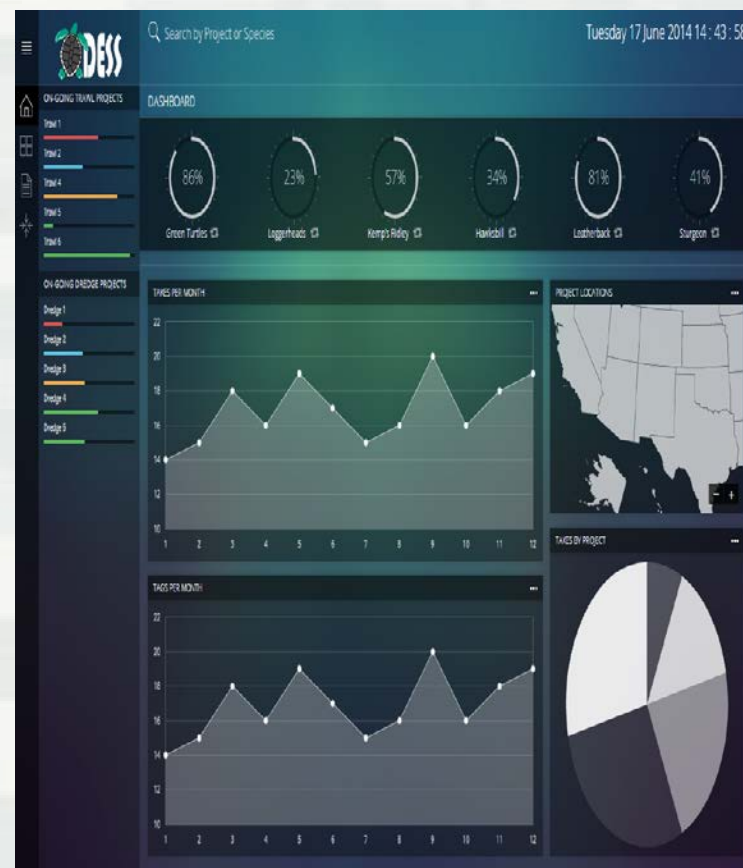 ODESS
Search by Project or Species
Tuesday 17 June 2014 14 : 43 : 58
ON-GOING TRAWL PROJECTS
Trawl 1
Trawl 2
Trawl 4
Trawl 5
Trawl 6
ON-GOING DREDGE PROJECTS
Dredge 1
Dredge 2
Dredge 3
Dredge 4
Dredge 5
DASHBOARD
86%
23%
57%
34%
81%
41%
Green Turtles
Loggerheads
Kemp's Ridley
Hawksbill
Leatherback
Sturgeon
TAKES PER MONTH
22
20
18
16
14
12
10
1 2 3 4 5 6 7 8 9 10 11 12
PROJECT LOCATIONS
− +
TAGS PER MONTH
22
20
18
16
14
12
10
1 2 3 4 5 6 7 8 9 10 11 12
TAKES BY PROJECT